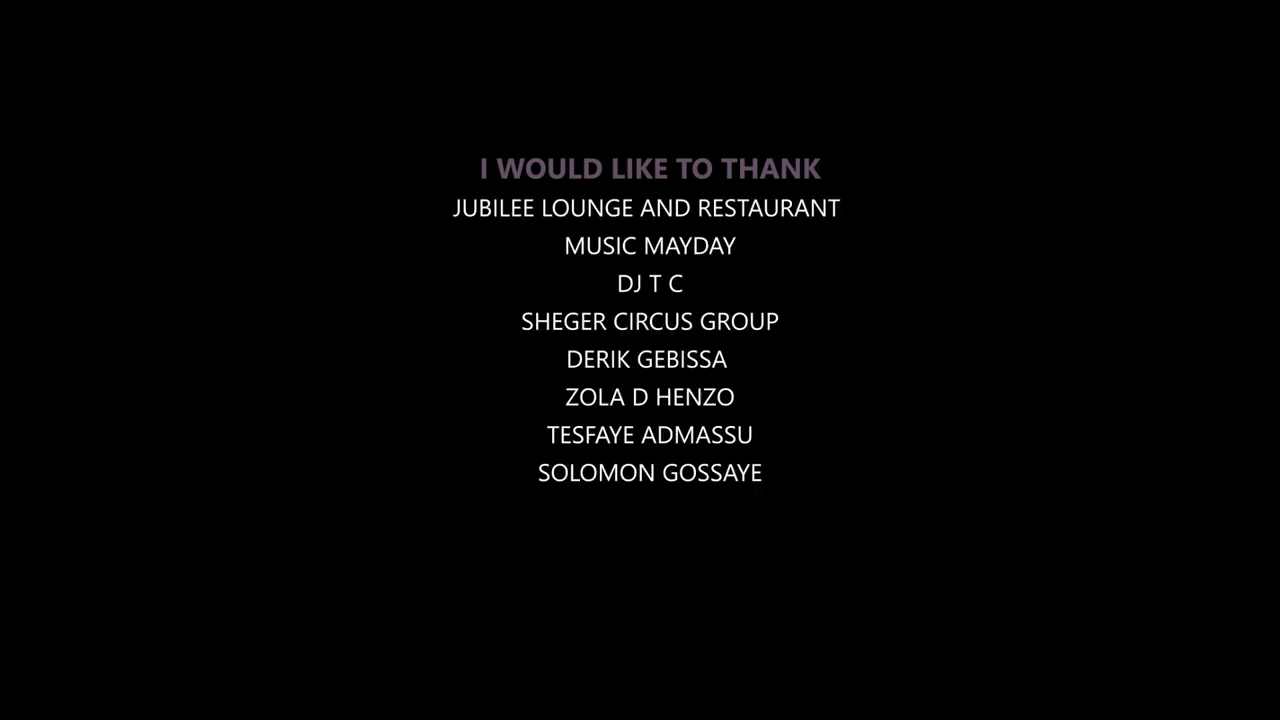 I WOULD LIKE TO THANK
JUBILEE LOUNGE AND RESTAURANT
MUSIC MAYDAY
DJ T C
SHEGER CIRCUS GROUP
DERIK GEBISSA
ZOLA D HENZO
TESFAYE ADMASSU
SOLOMON GOSSAYE